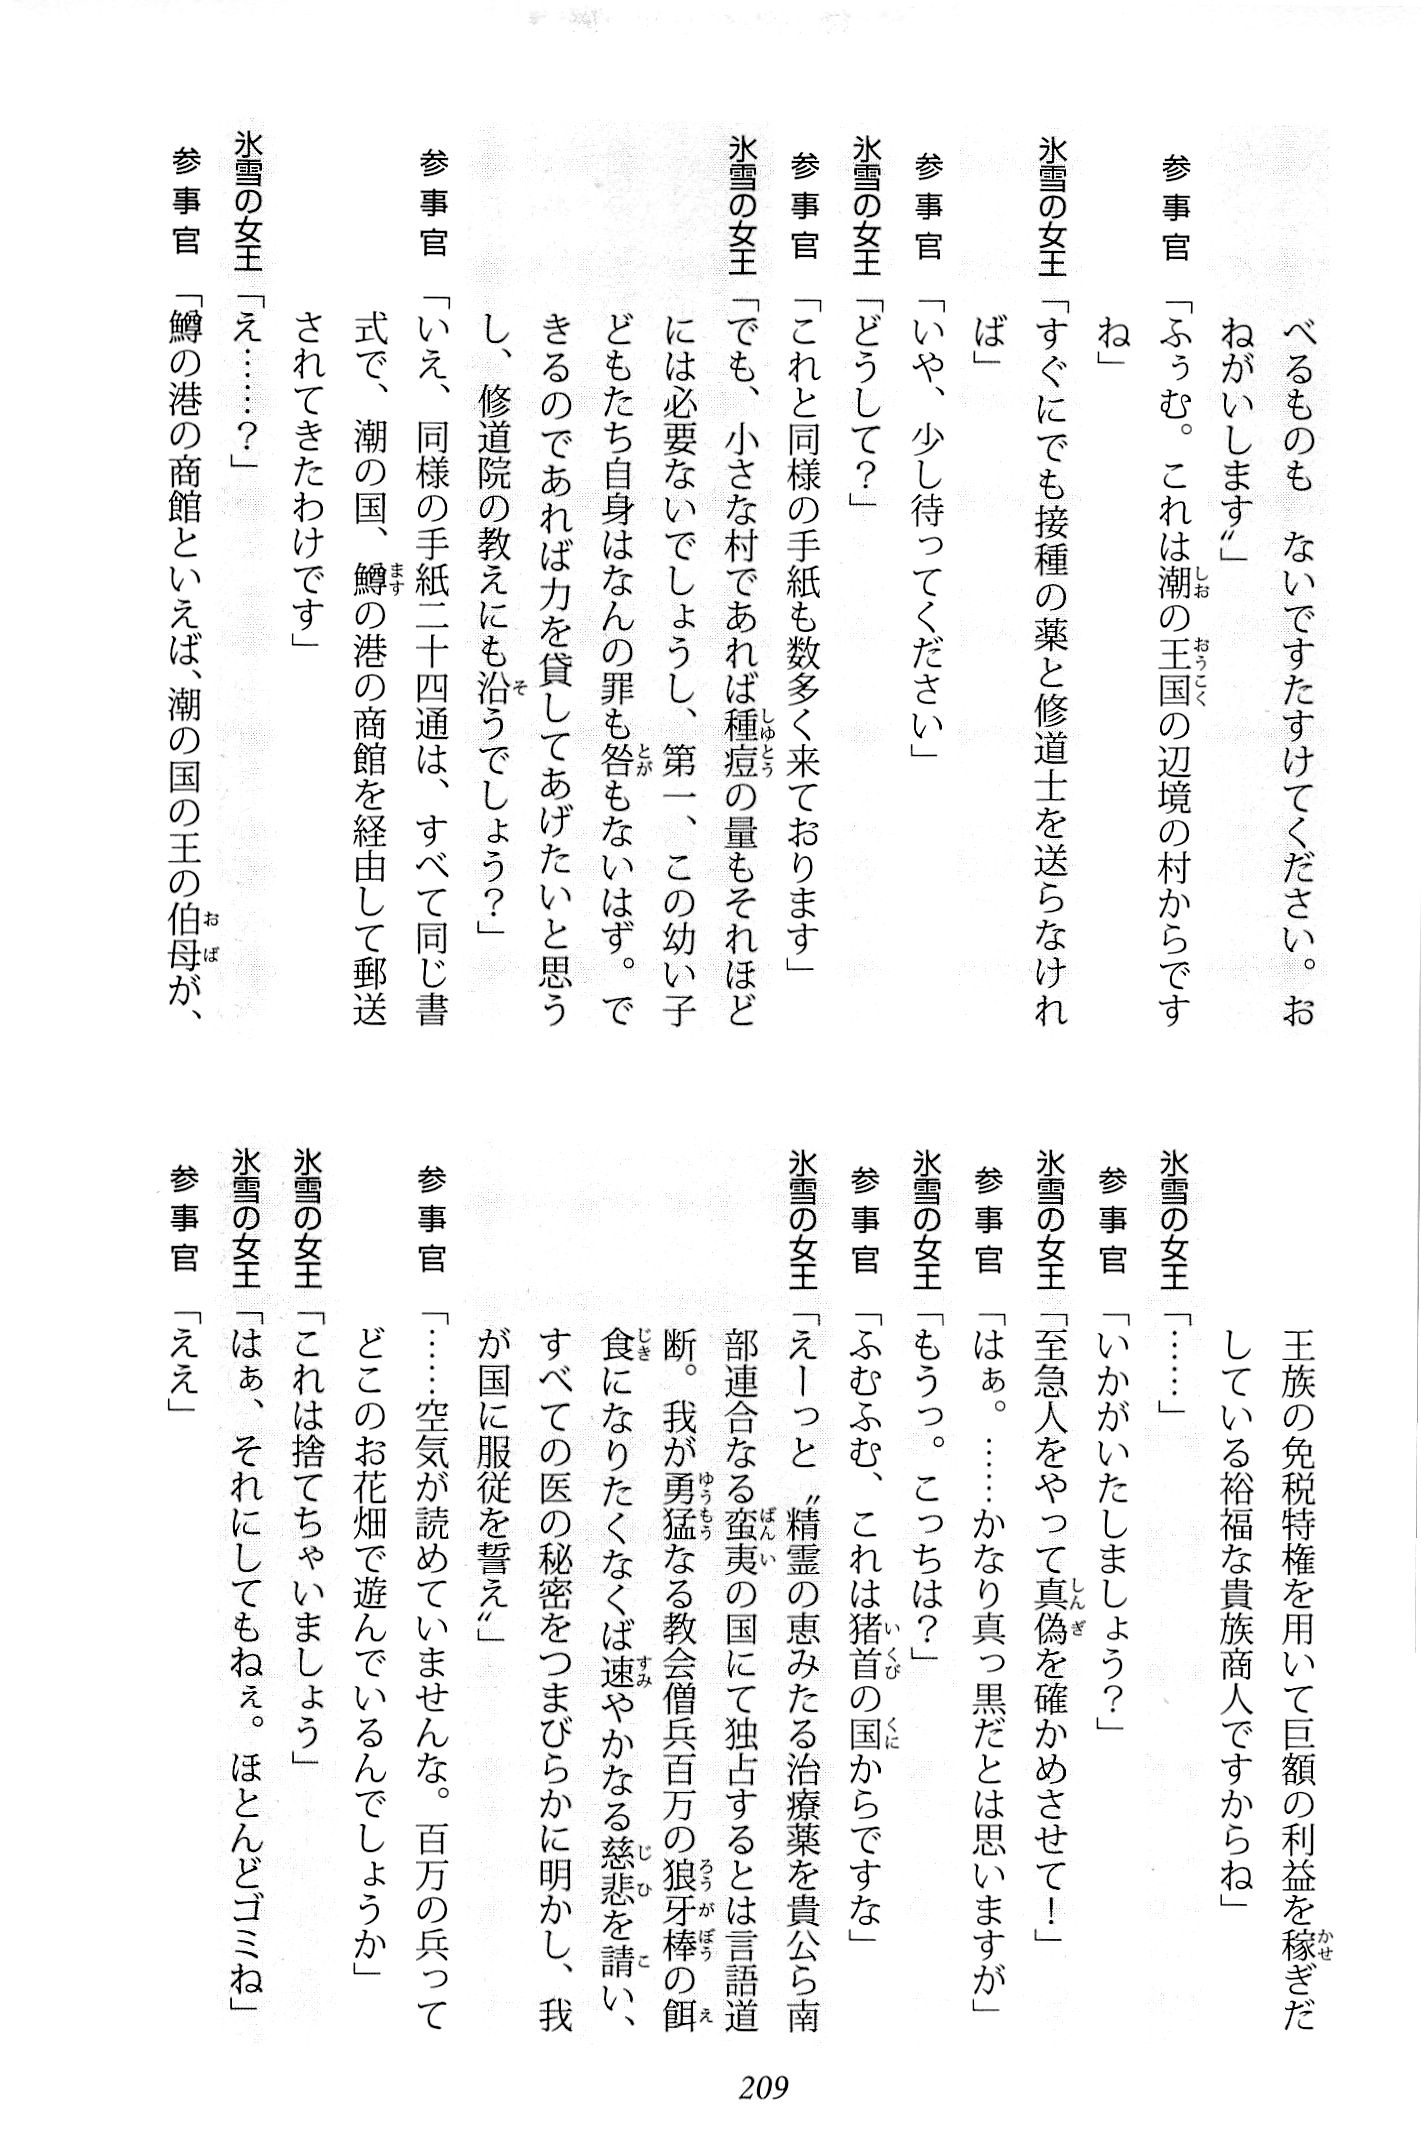 べるものも　ないですたすけてください。お
ねがいします〟」
参事官「ふぅむ。これは潮の王国の辺境の村からです
ね」
氷雪の女王「すぐにでも接種の薬と修道士を送らなけれ
ば」
参事官「いや、少し待ってください」
氷雪の女王「どうして？」
参事官「これと同様の手紙も数多く来ております」
氷雪の女王「でも、小さな村であれば種痘の量もそれほど
には必要ないでしょうし、第一、この幼い子
どもたち自身はなんの罪も咎もないはず。で
きるのであれば力を貸してあげたいと思う
し、修道院の教えにも沿うでしょう？」
参事官「いえ、同様の手紙二十四通は、すべて同じ書
式で、潮の国、鱒の港の商館を経由して郵送
されてきたわけです」
氷雪の女王「え……？」
参事官「鱒の港の商館といえば、潮の国の王の伯母が、
王族の免税特権を用いて巨額の利益を稼ぎだ
している裕福な貴族商人ですからね」
氷雪の女王「……」
参事官「いかがいたしましょう？」
氷雪の女王「至急人をやって真偽を確かめさせて！」
参事官「はぁ。……かなり真っ黒だとは思いますが」
氷雪の女王「もうっ。こっちは？」
参事官「ふむふむ、これは猪首の国からですな」
氷雪の女王「えーっと〝精霊の恵みたる治療薬を貴公ら南
部連合なる蛮夷の国にて独占するとは言語道
断。我が勇猛なる教会僧兵百万の狼牙棒の餌
食になりたくなくば速やかなる慈悲を請い、
すべての医の秘密をつまびらかに明かし、我
が国に服従を誓え〟」
参事官「……空気が読めていませんな。百万の兵って
どこのお花畑で遊んでいるんでしょうか」
氷雪の女王「これは捨てちゃいましょう」
氷雪の女王「はぁ、それにしてもねぇ。ほとんどゴミね」
参事官「ええ」
209